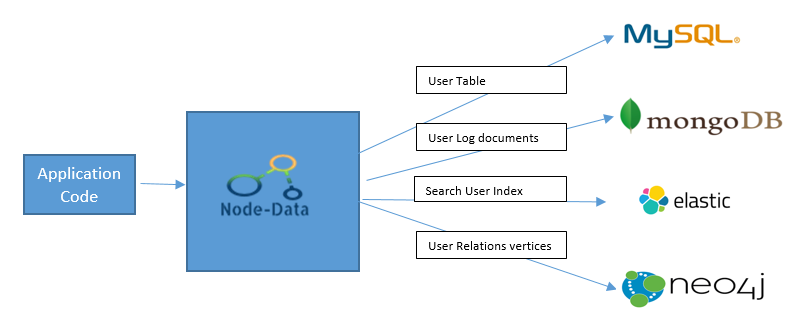 Application
Code
Node-Data
User Table
User Log documents
Search User Index
User Relations vertices
MySQL®
mongoDB
elastic
neo4j